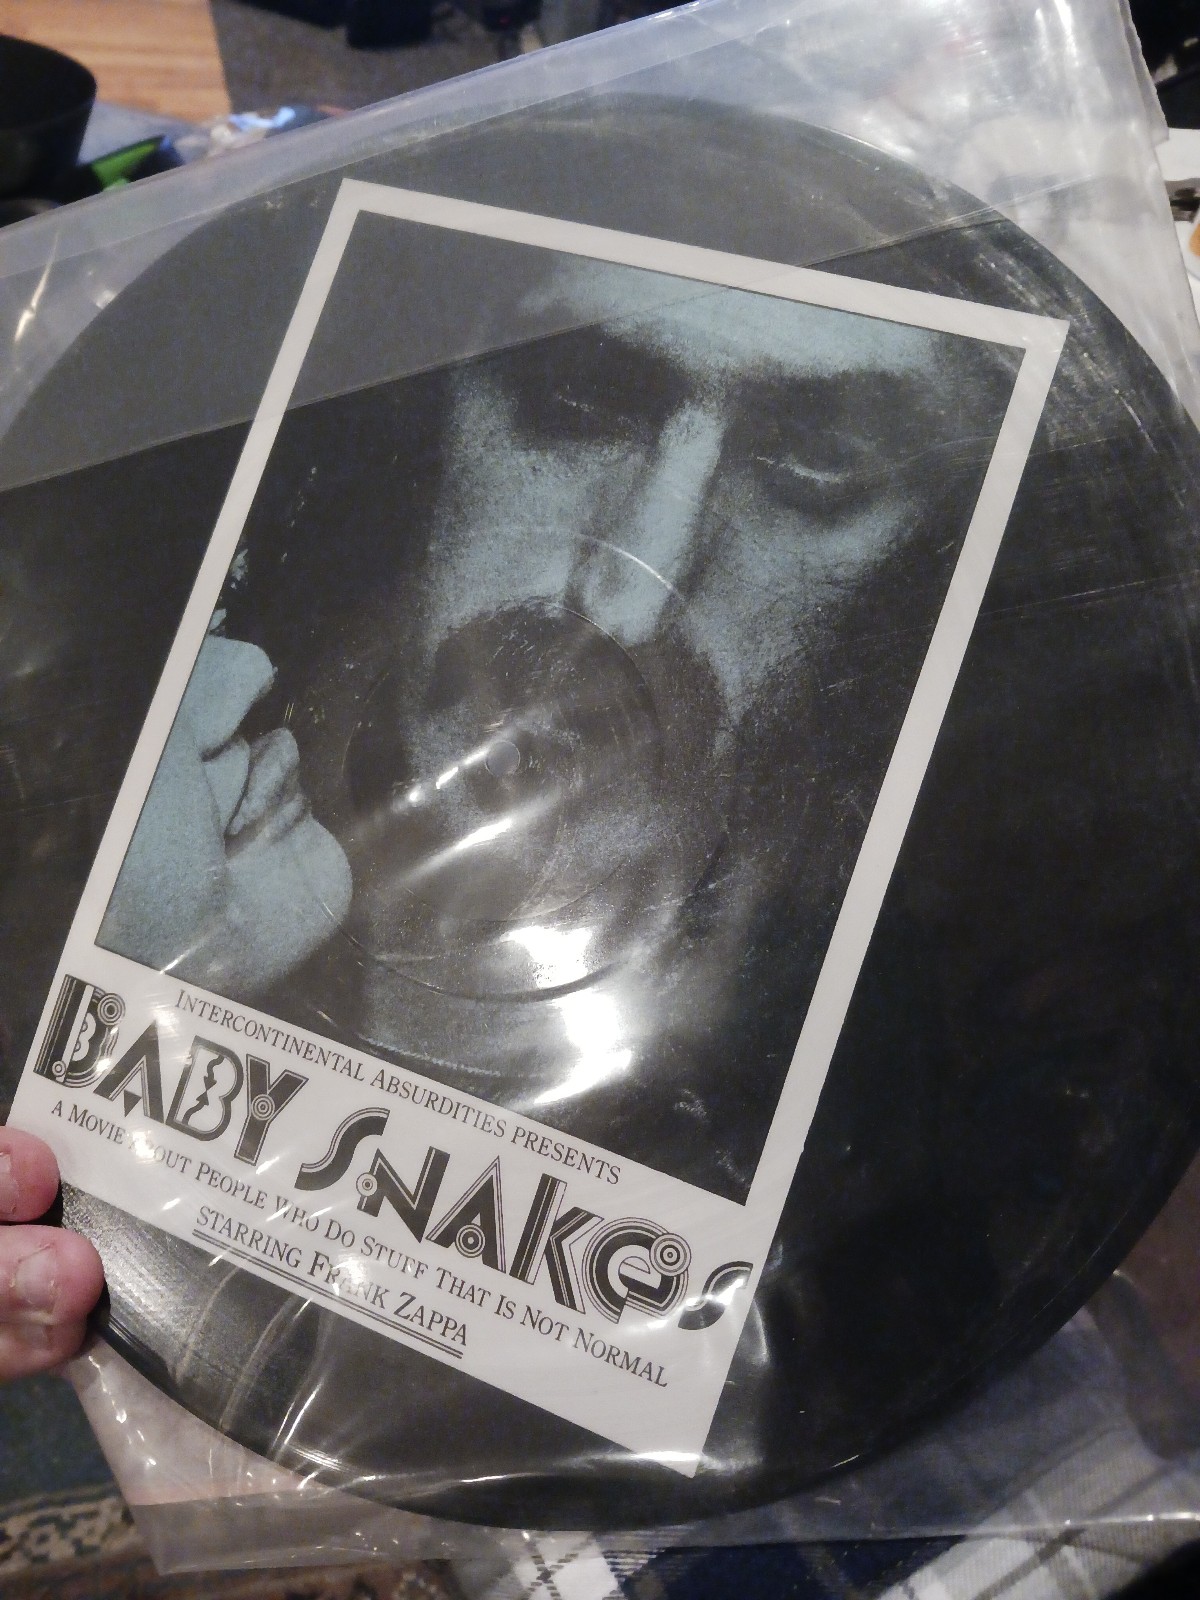 INTERCONTINENTAL ABSURDITIES PRESENTS
BABY SNAKES
A MOVIE ABOUT PEOPLE WHO DO STUFF THAT IS NOT NORMAL
STARRING FRANK ZAPPA